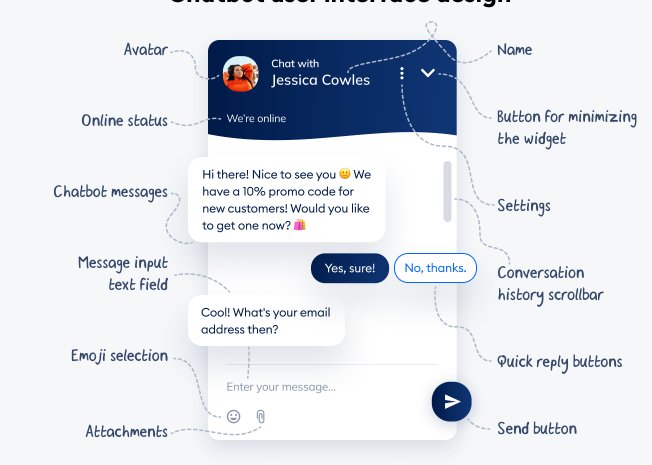 Chatbot user interface design
Avatar
Name
Chat with
Jessica Cowles
Online status
We're online
Button for minimizing
the widget
Chatbot messages
Hi there! Nice to see you 🙂 We
have a 10% promo code for
new customers! Would you like
to get one now? 🛍️
Settings
Message input
text field
Yes, sure!
No, thanks.
Conversation
history scrollbar
Cool! What's your email
address then?
Emoji selection
Quick reply buttons
Enter your message...
Attachments
Send button